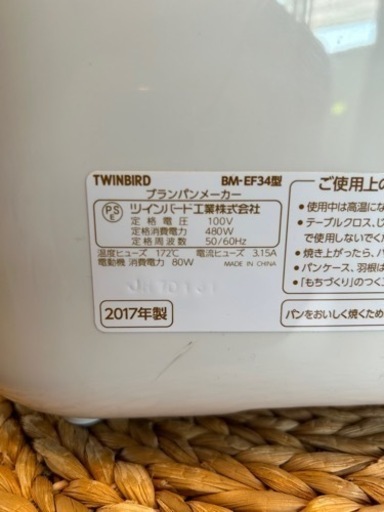 TWINBIRD BM-EF34型
ブランパンメーカー
PSE ツインバード工業株式会社
定格電圧 100V
定格消費電力 480W
定格周波数 50/60Hz
温度ヒューズ 172℃ 電流ヒューズ 3.15A
電動機 消費電力 80W MADE IN CHINA
2017年製
ご使用上の
使用中は高温にな
テーブルクロス、じ
で使用しないでく
焼き上がったら、パ
パンケース、羽根は
「もちづくり」のつく
パンをおいしく焼くため